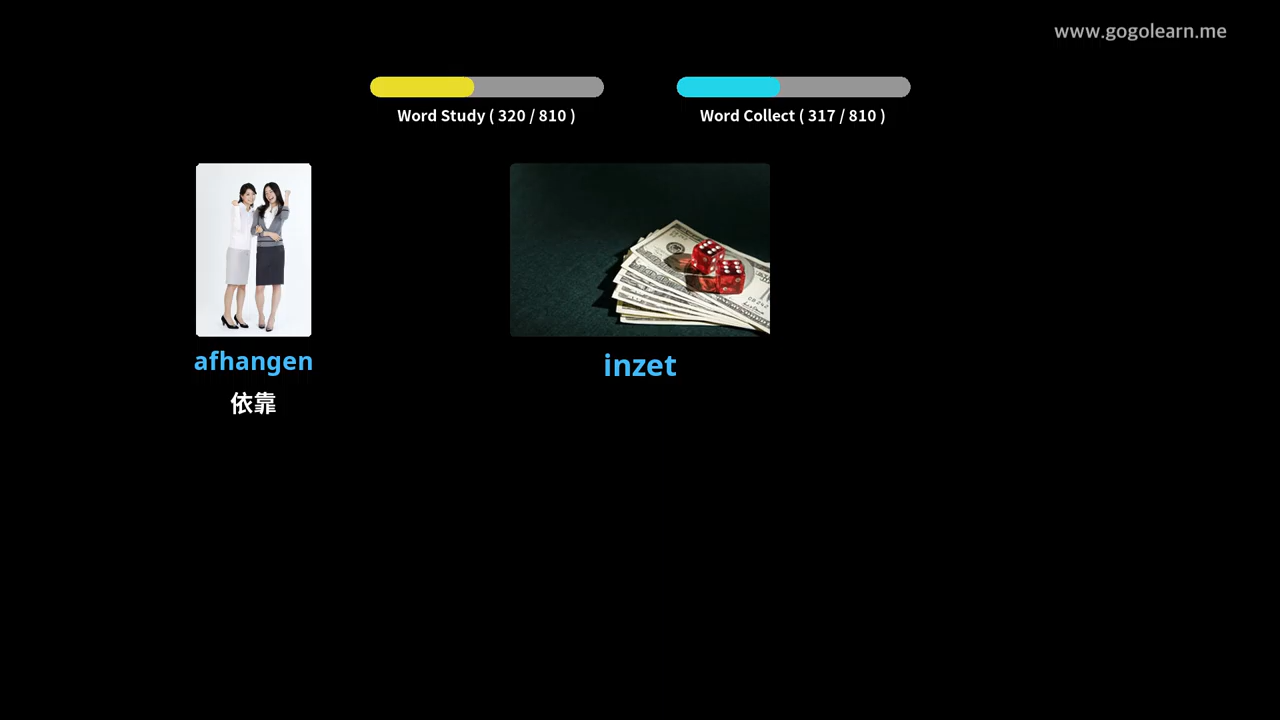 www.gogolearn.me
Word Study ( 320 / 810 )
Word Collect ( 317 / 810 )
afhangen
依靠
inzet